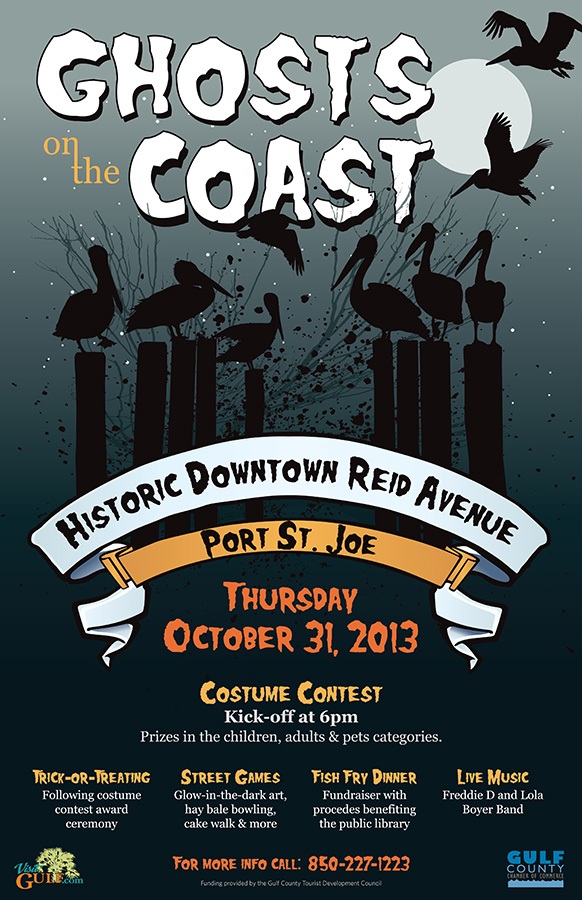 GHOSTS
on the
COAST
HISTORIC DOWNTOWN REID AVENUE
PORT ST. JOE
THURSDAY
OCTOBER 31, 2013
COSTUME CONTEST
Kick-off at 6pm
Prizes in the children, adults & pets categories.
TRICK-OR-TREATING
Following costume
contest award
ceremony
STREET GAMES
Glow-in-the-dark art,
hay bale bowling,
cake walk & more
FISH FRY DINNER
Fundraiser with
procedes benefiting
the public library
LIVE MUSIC
Freddie D and Lola
Boyer Band
Visit
GULF.com
FOR MORE INFO CALL: 850-227-1223
Funding provided by the Gulf County Tourist Development Council
GULF
COUNTY
CHAMBER OF COMMERCE